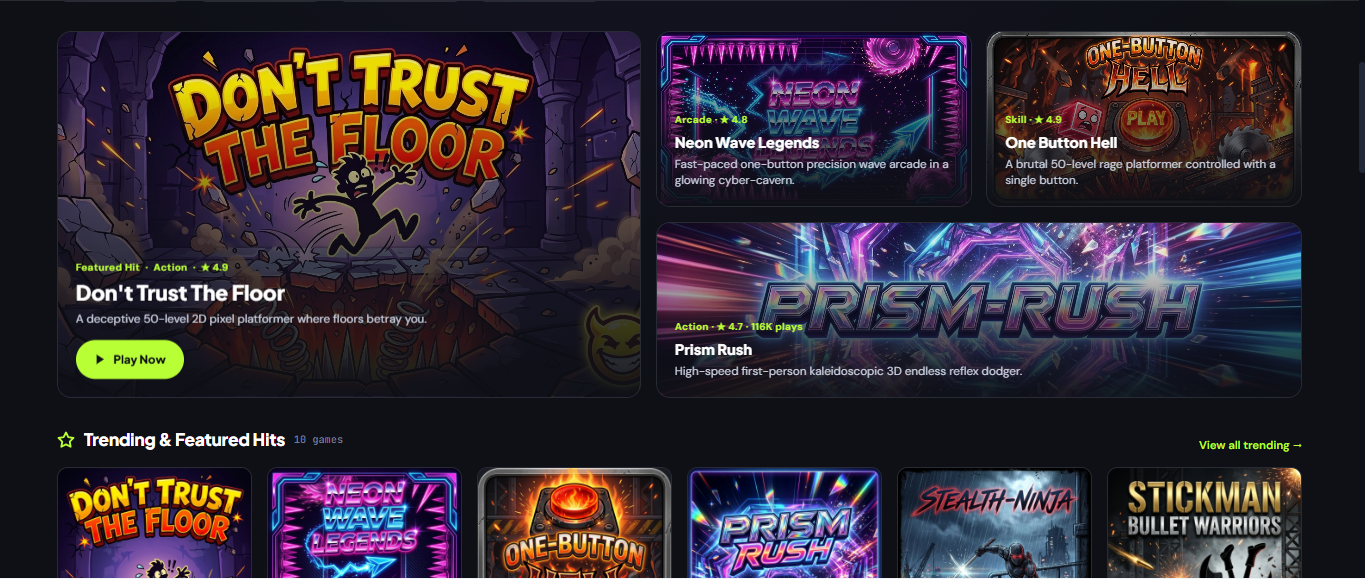 DON'T TRUST
THE FLOOR!!
Featured Hit · Action · ★ 4.9
Don't Trust The Floor
A deceptive 50-level 2D pixel platformer where floors betray you.
Play Now
NEON
WAVE
LEGENDS
Arcade · ★ 4.8
Neon Wave Legends
Fast-paced one-button precision wave arcade in a
glowing cyber-cavern.
ONE-BUTTON
HELL
PLAY
Skill · ★ 4.9
One Button Hell
A brutal 50-level rage platformer controlled with a
single button.
PRISM-RUSH
Action · ★ 4.7 · 116K plays
Prism Rush
High-speed first-person kaleidoscopic 3D endless reflex dodger.
Trending & Featured Hits
10 games
View all trending →
DON'T TRUST
THE FLOOR
!!
NEON
WAVE
LEGENDS
ONE-BUTTON
HELL
PRISM
RUSH
STEALTH-NINJA
STICKMAN
BULLET WARRIORS